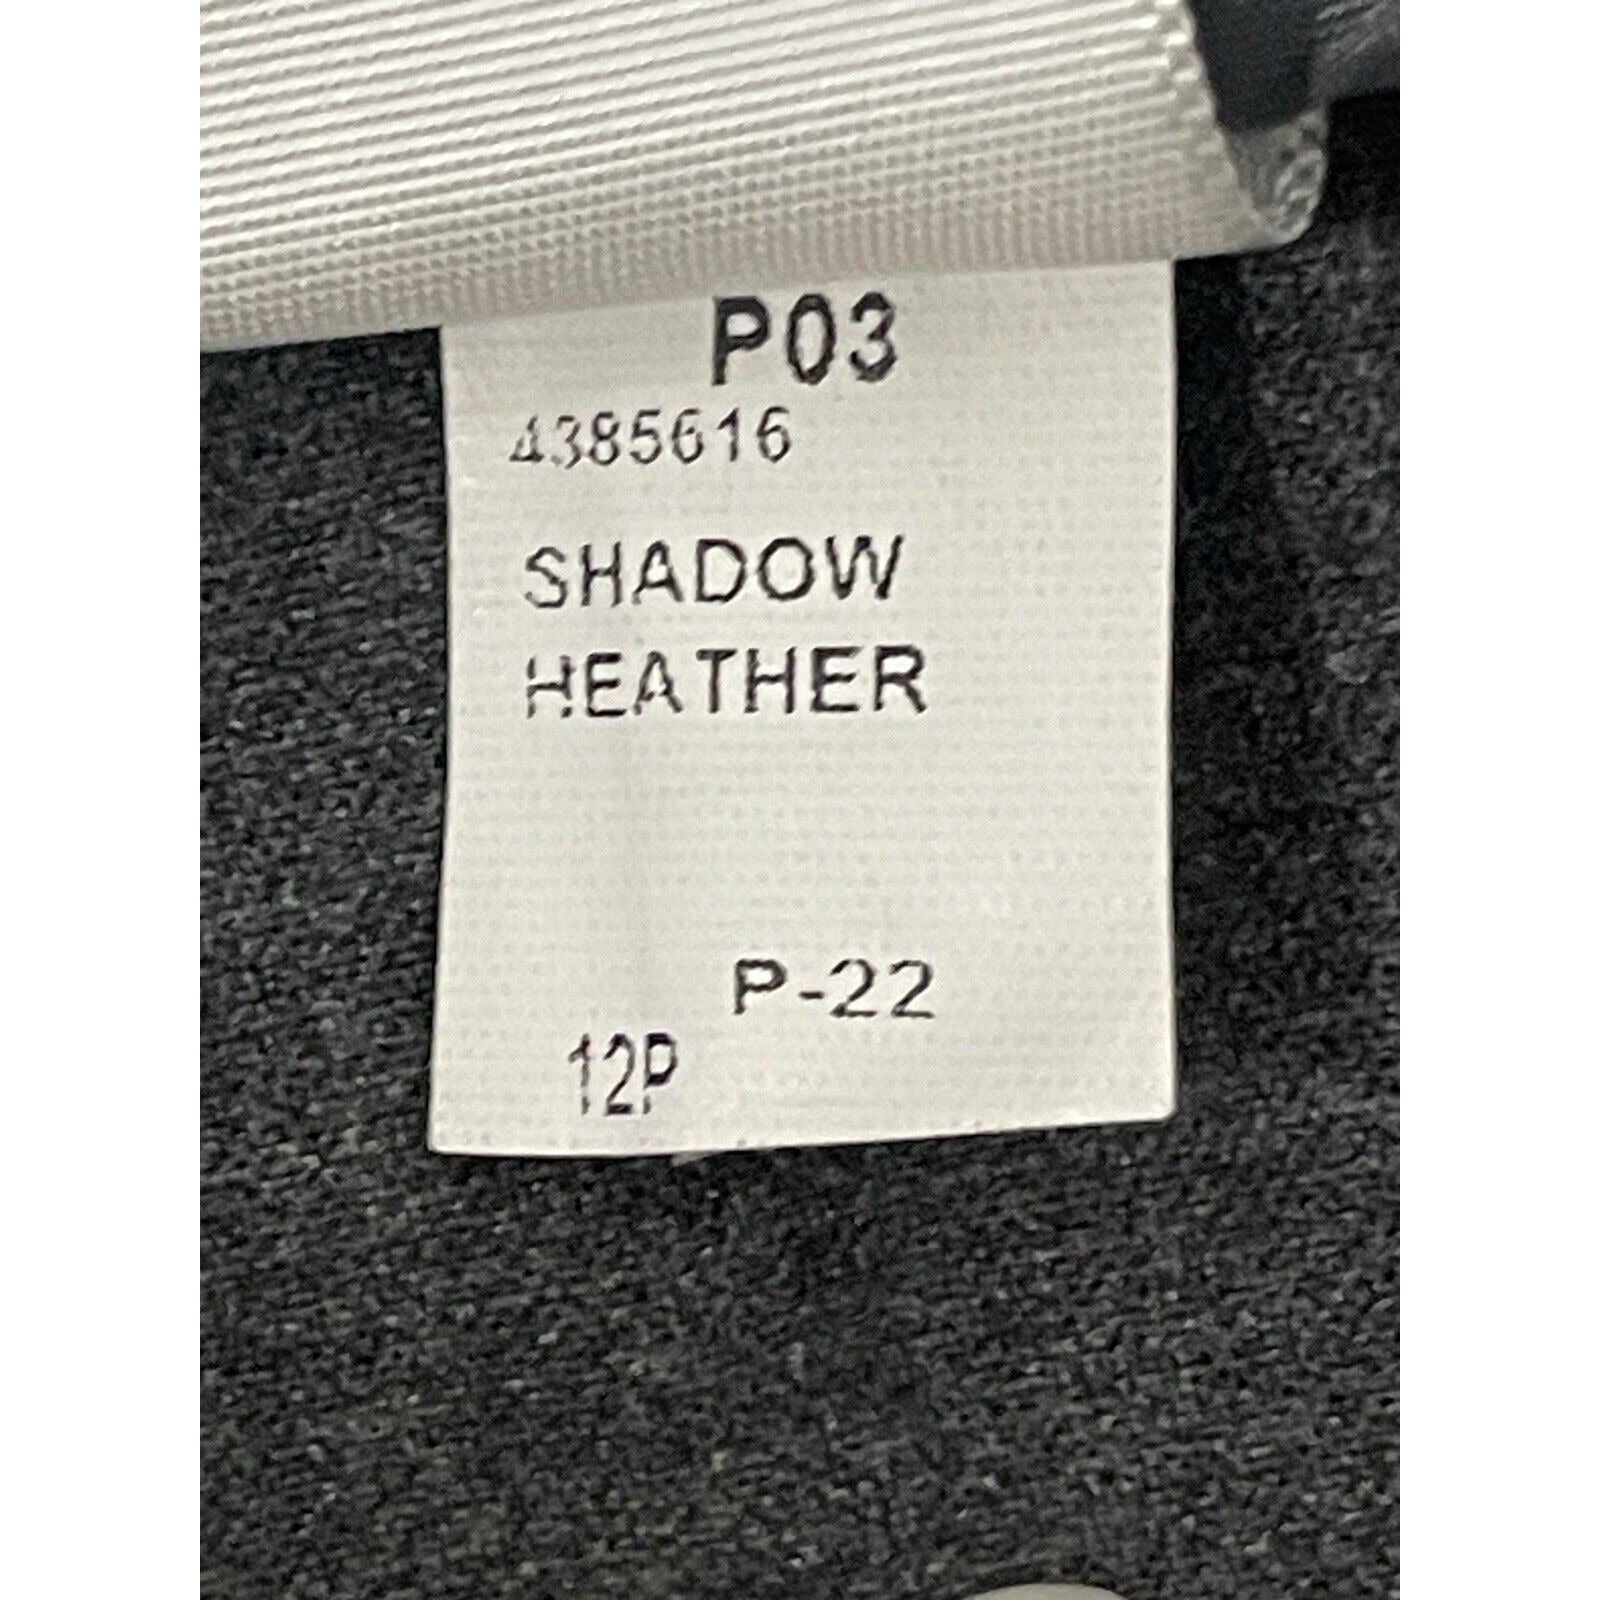 P03
4385616
SHADOW
HEATHER
P-22
12P